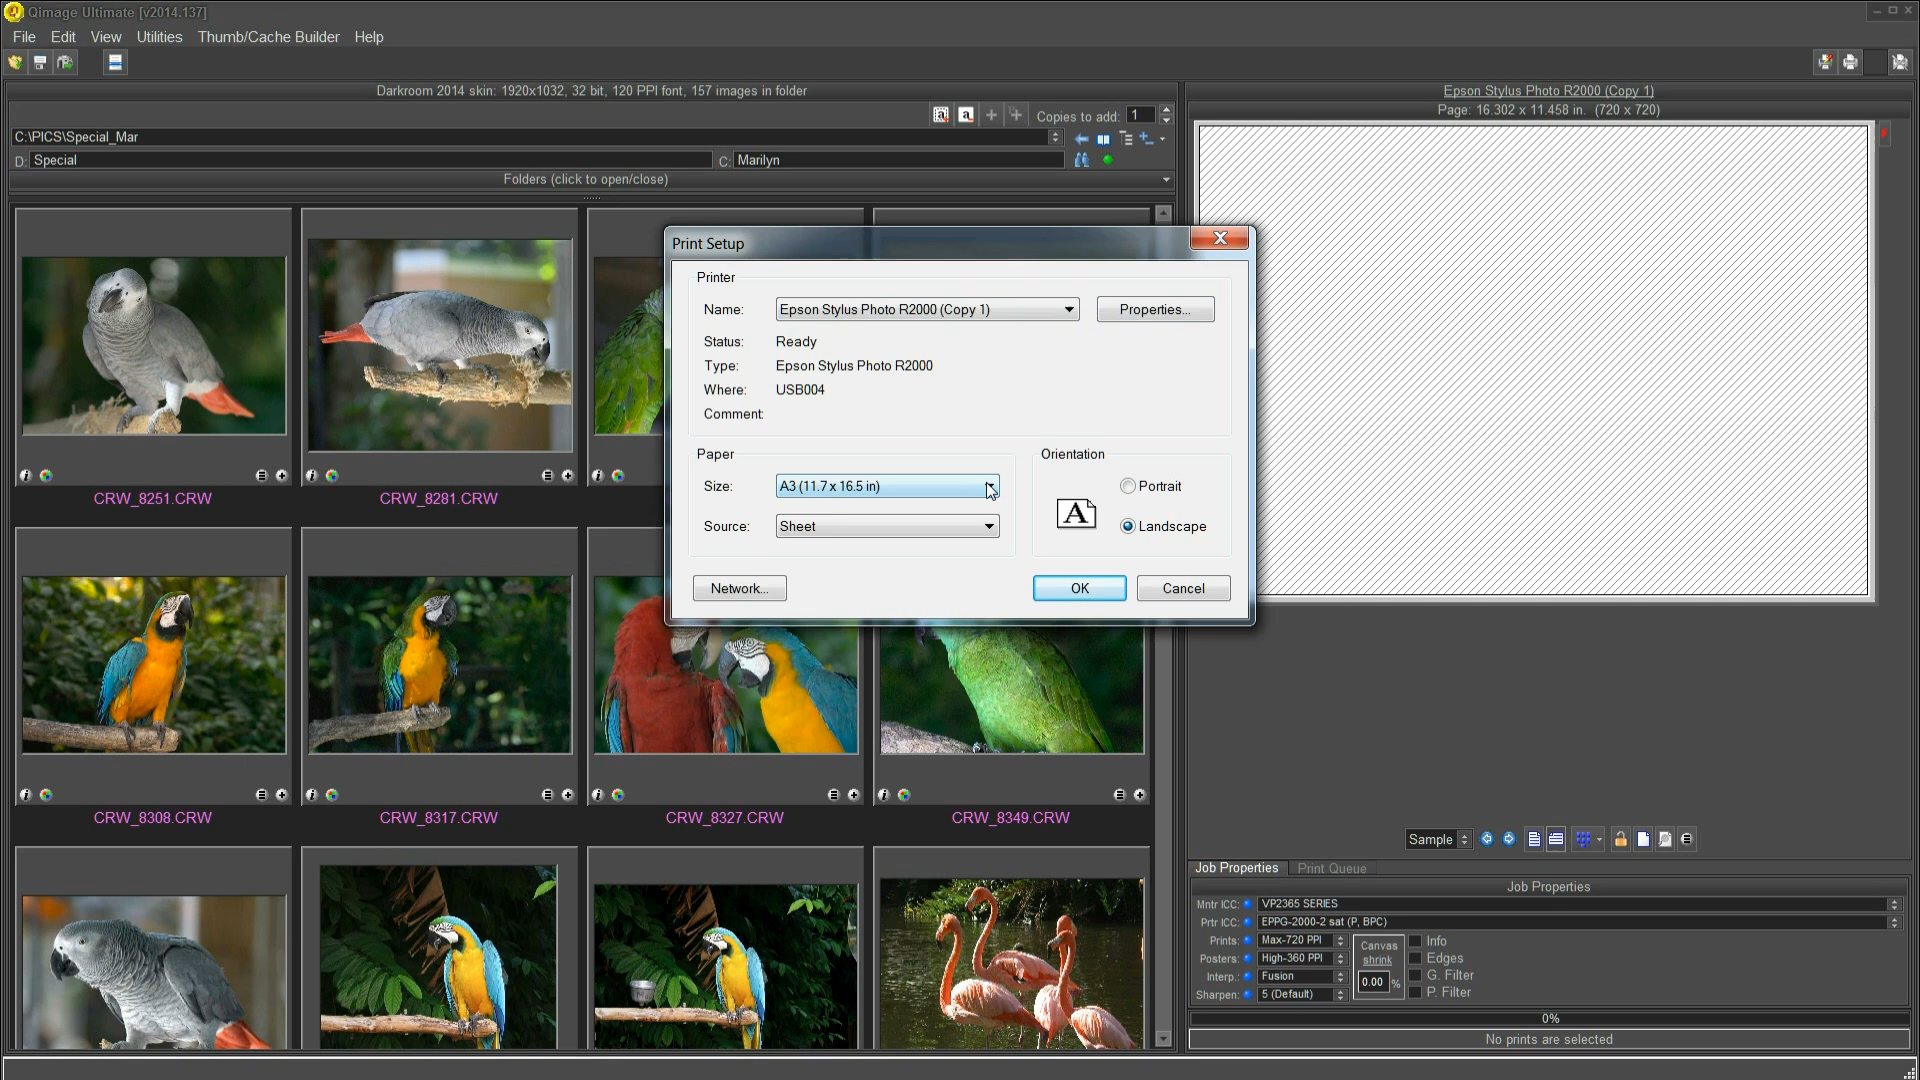 Qimage Ultimate [v2014.137]
File Edit View Utilities Thumb/Cache Builder Help
Darkroom 2014 skin: 1920x1032, 32 bit, 120 PPI font, 157 images in folder
Epson Stylus Photo R2000 (Copy 1)
Page: 16.302 x 11.458 in. (720 x 720)
Copies to add: 1
C:\PICS\Special_Mar
D: Special C: Marilyn
Folders (click to open/close)
Print Setup
Printer
Name: Epson Stylus Photo R2000 (Copy 1) Properties...
Status: Ready
Type: Epson Stylus Photo R2000
Where: USB004
Comment:
Paper
Size: A3 (11.7 x 16.5 in)
Source: Sheet
Orientation
A
Portrait
Landscape
Network... OK Cancel
CRW_8251.CRW CRW_8281.CRW
CRW_8308.CRW CRW_8317.CRW CRW_8327.CRW CRW_8349.CRW
Sample
Job Properties Print Queue
Job Properties
Mntr ICC: VP2365 SERIES
Prtr ICC: EPPG-2000-2 sat (P, BPC)
Prints: Max-720 PPI
Posters: High-360 PPI
Interp.: Fusion
Sharpen: 5 (Default)
Canvas
shrink
0.00 %
Info
Edges
G. Filter
P. Filter
0%
No prints are selected